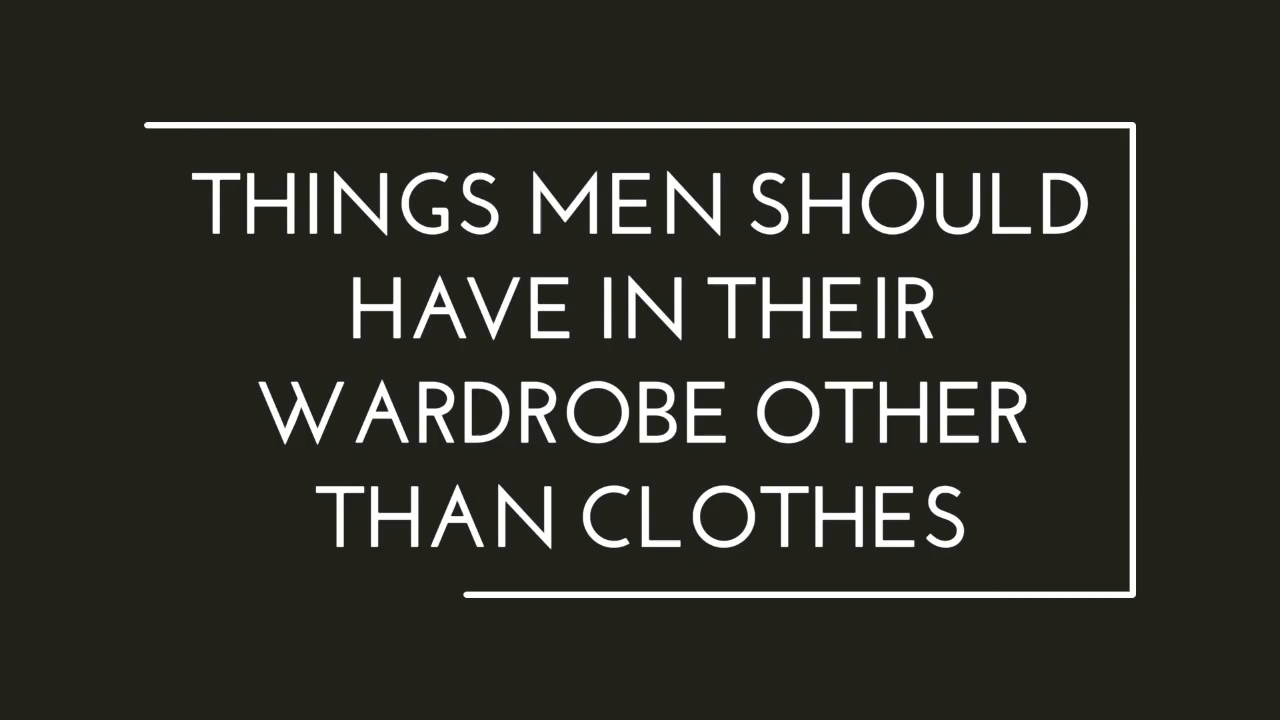 THINGS MEN SHOULD
HAVE IN THEIR
WARDROBE OTHER
THAN CLOTHES